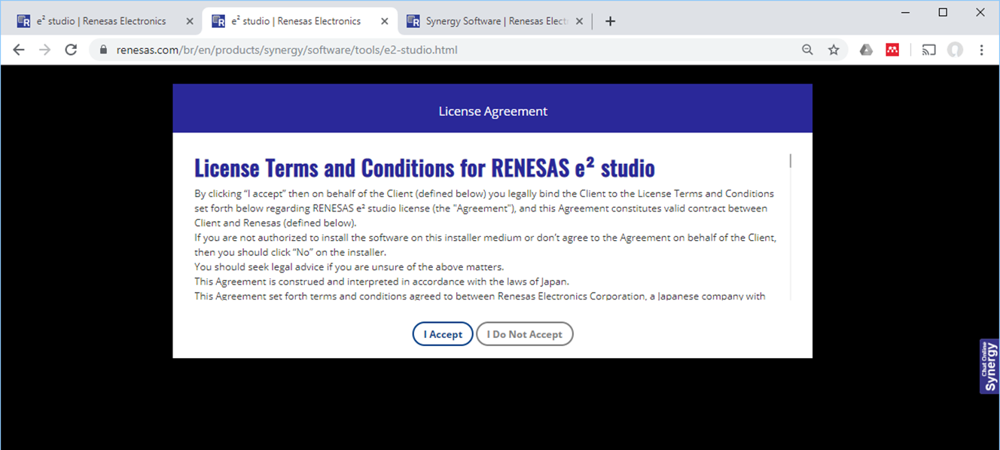 e² studio | Renesas Electronics
e² studio | Renesas Electronics
Synergy Software | Renesas Elect
renesas.com/br/en/products/synergy/software/tools/e2-studio.html
License Agreement
License Terms and Conditions for RENESAS e² studio
By clicking “I accept” then on behalf of the Client (defined below) you legally bind the Client to the License Terms and Conditions
set forth below regarding RENESAS e² studio license (the "Agreement"), and this Agreement constitutes valid contract between
Client and Renesas (defined below).
If you are not authorized to install the software on this installer medium or don’t agree to the Agreement on behalf of the Client,
then you should click “No” on the installer.
You should seek legal advice if you are unsure of the above matters.
This Agreement is construed and interpreted in accordance with the laws of Japan.
This Agreement set forth terms and conditions agreed to between Renesas Electronics Corporation, a Japanese company with
I Accept
I Do Not Accept
Chat Online
Synergy